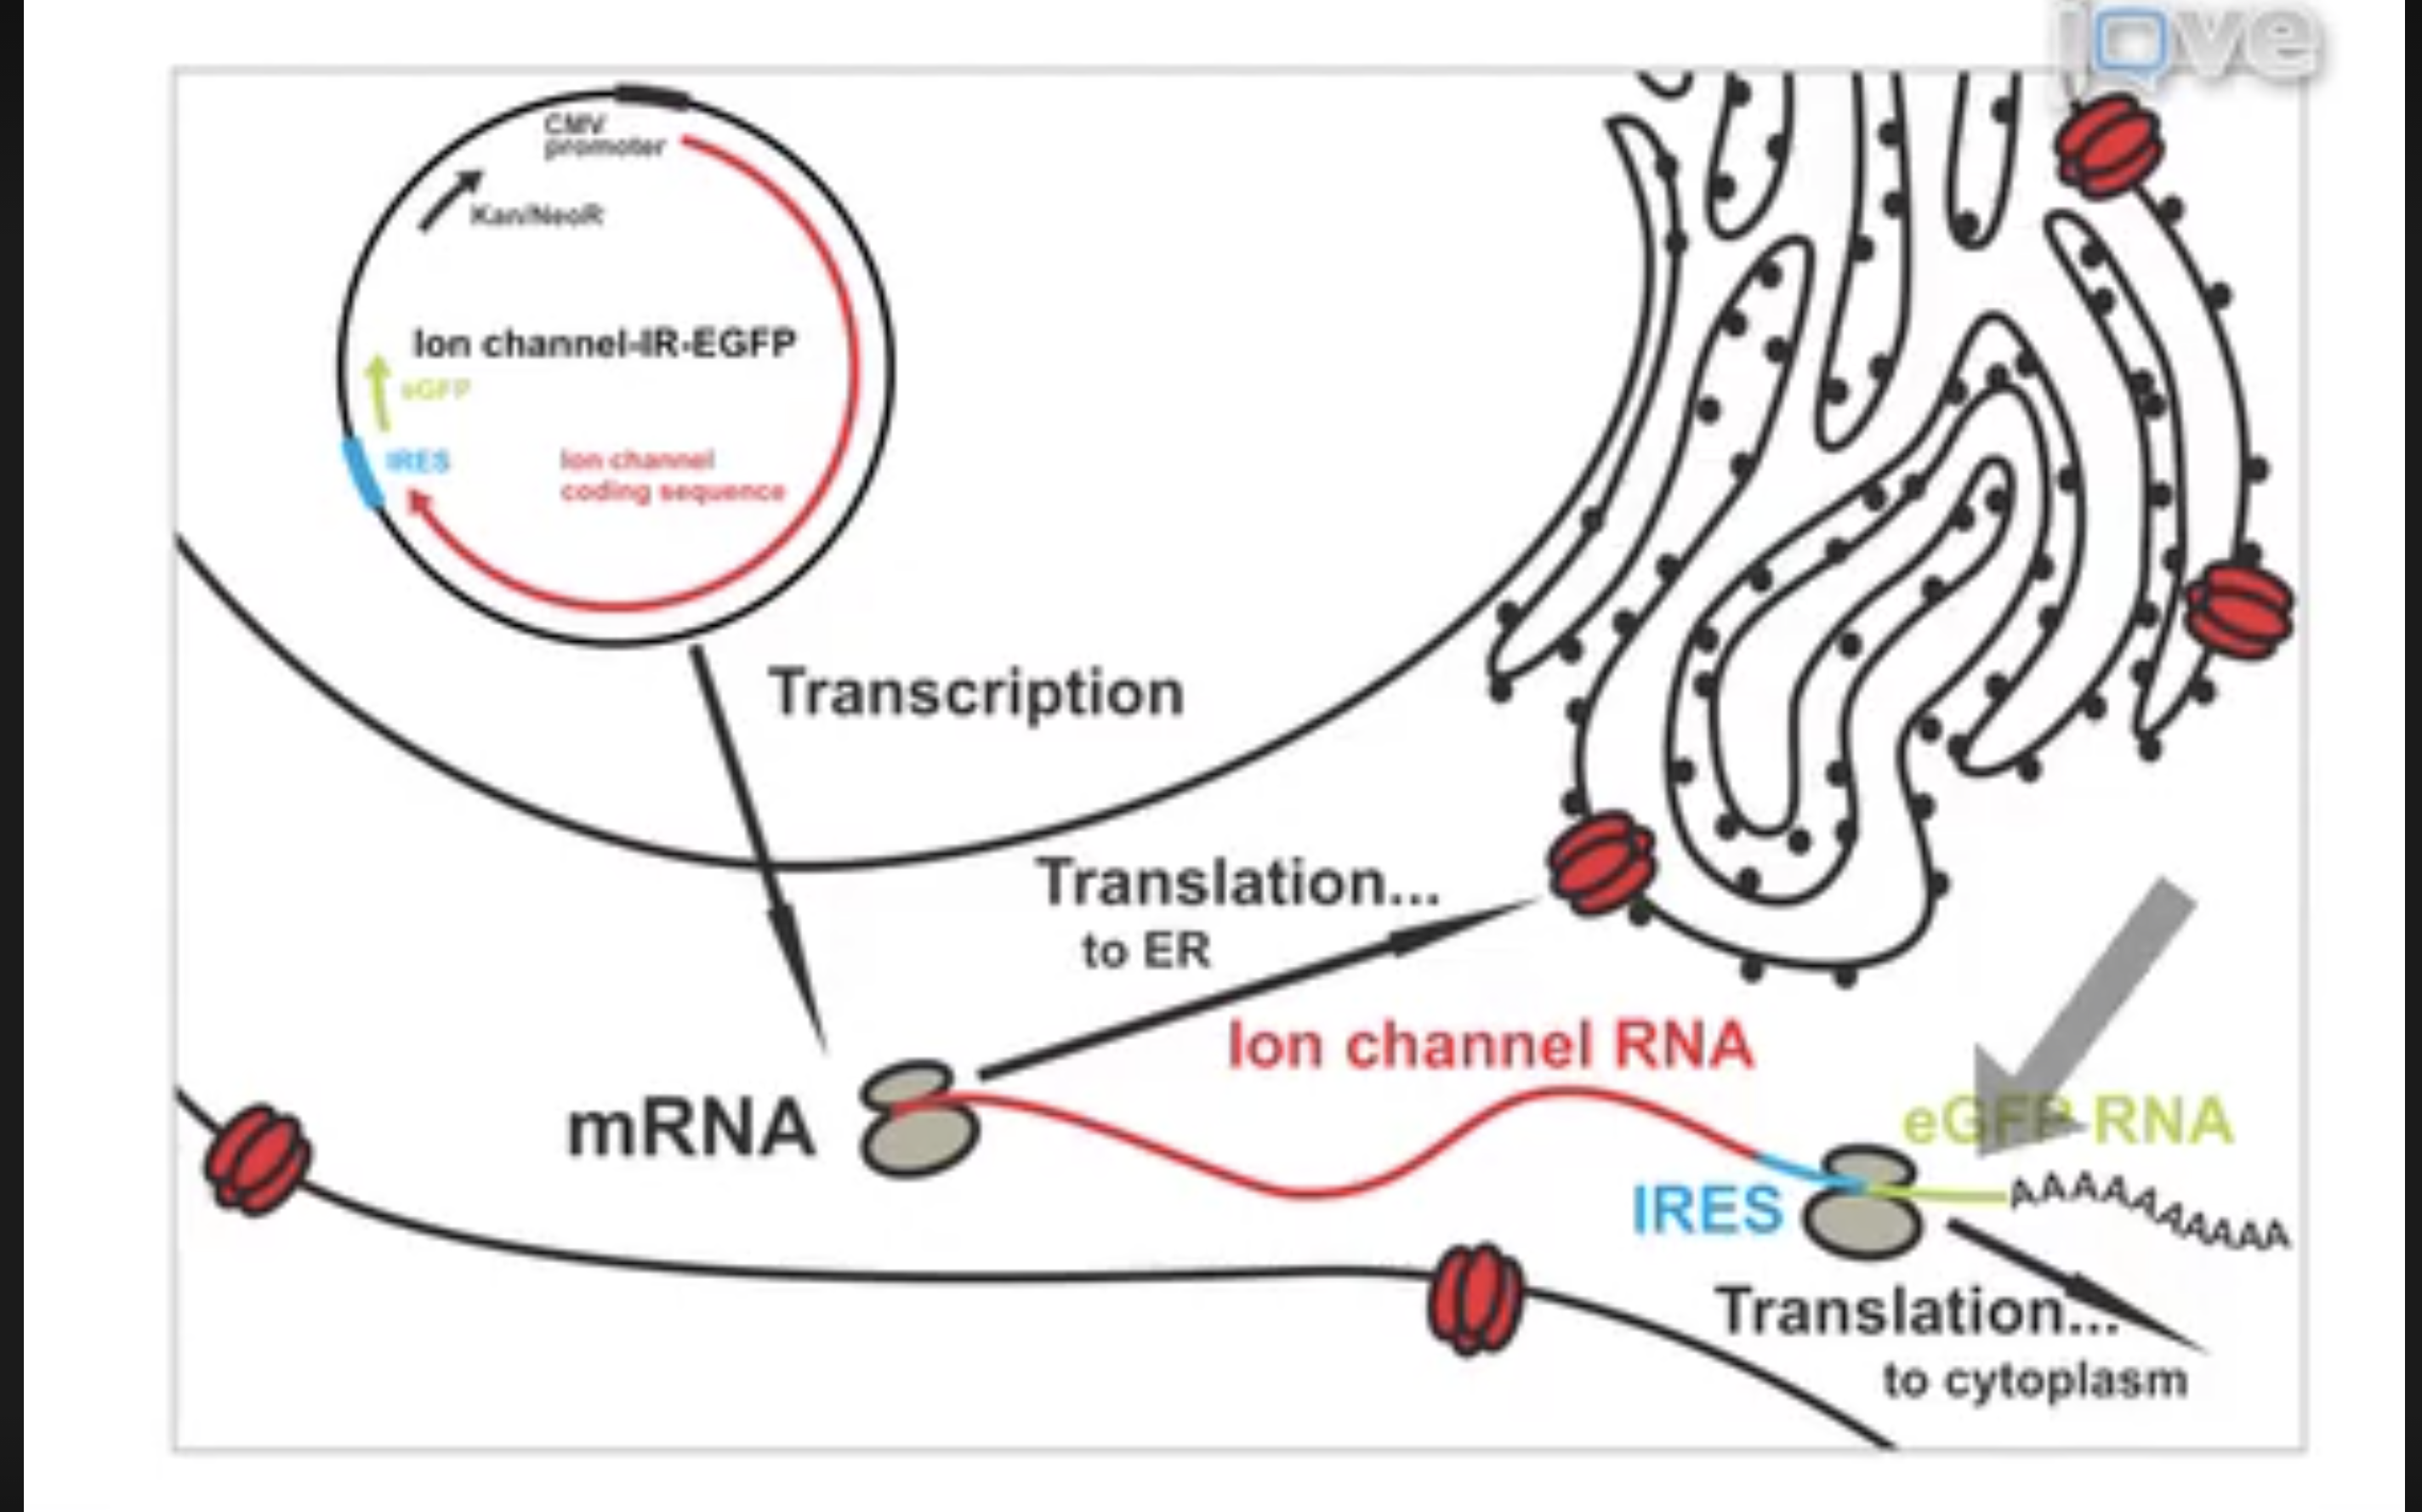 jove
CMV
promoter
Kan/NeoR
Ion channel-IR-EGFP
eGFP
IRES
Ion channel
coding sequence
Transcription
Translation...
to ER
Ion channel RNA
mRNA
eGFP RNA
IRES
AAAAAAAAAA
Translation...
to cytoplasm